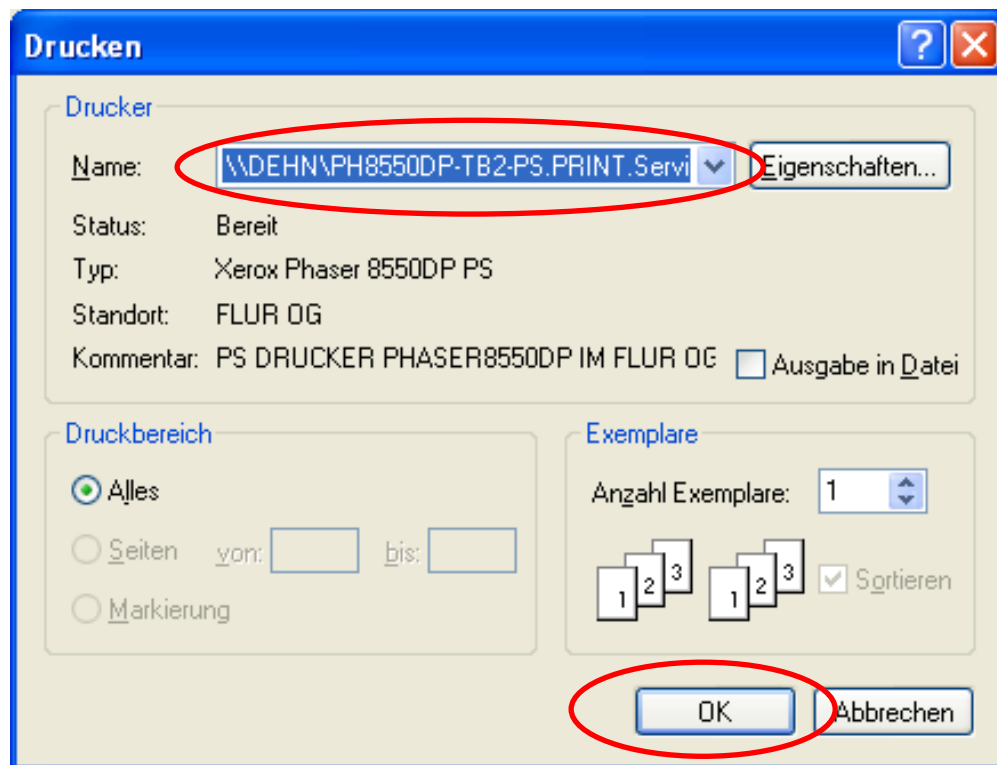 Drucken
Drucker
Name: \\DEHN\PH8550DP-TB2-PS.PRINT.Servi Eigenschaften...
Status: Bereit
Typ: Xerox Phaser 8550DP PS
Standort: FLUR OG
Kommentar: PS DRUCKER PHASER8550DP IM FLUR OG Ausgabe in Datei
Druckbereich
Alles
Seiten von: bis:
Markierung
Exemplare
Anzahl Exemplare: 1
1 2 3 1 2 3 Sortieren
OK Abbrechen